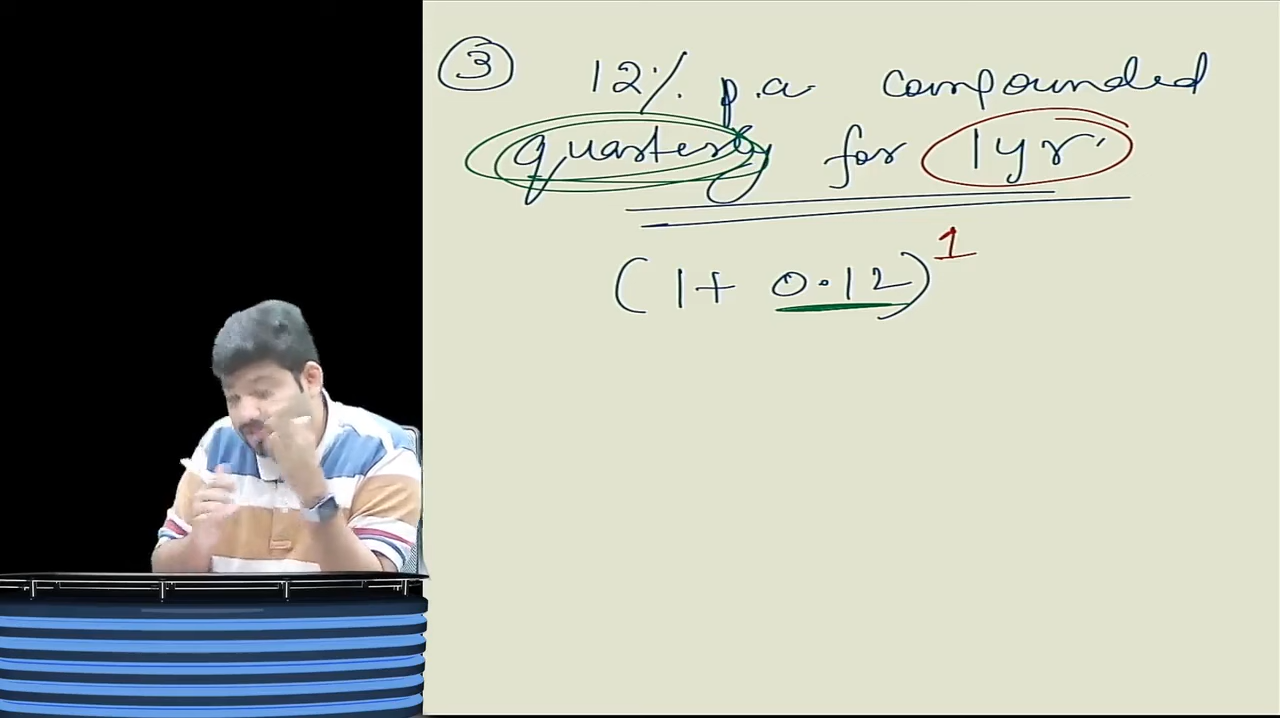 3 12% p.a compounded
quarterly for 1yr.
(1+ 0.12)^1